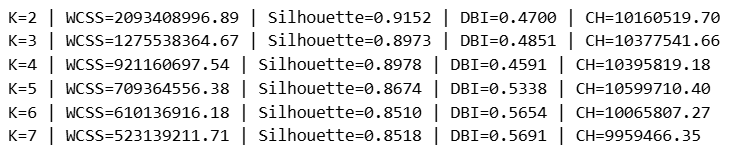 K=2 | WCSS=2093408996.89 | Silhouette=0.9152 | DBI=0.4700 | CH=10160519.70
K=3 | WCSS=1275538364.67 | Silhouette=0.8973 | DBI=0.4851 | CH=10377541.66
K=4 | WCSS=921160697.54 | Silhouette=0.8978 | DBI=0.4591 | CH=10395819.18
K=5 | WCSS=709364556.38 | Silhouette=0.8674 | DBI=0.5338 | CH=10599710.40
K=6 | WCSS=610136916.18 | Silhouette=0.8510 | DBI=0.5654 | CH=10065807.27
K=7 | WCSS=523139211.71 | Silhouette=0.8518 | DBI=0.5691 | CH=9959466.35